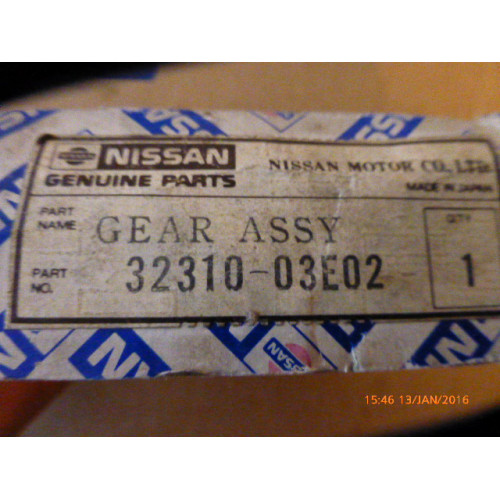 NISSAN NISSAN MOTOR CO., LTD.
GENUINE PARTS MADE IN JAPAN
PART NAME GEAR ASSY QTY
PART NO. 32310-03E02 1
NISSAN
15:46 13/JAN/2016